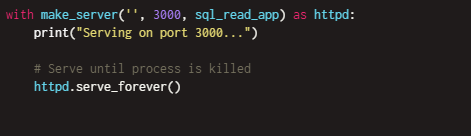 with make_server('', 3000, sql_read_app) as httpd:
    print("Serving on port 3000...")

    # Serve until process is killed
    httpd.serve_forever()